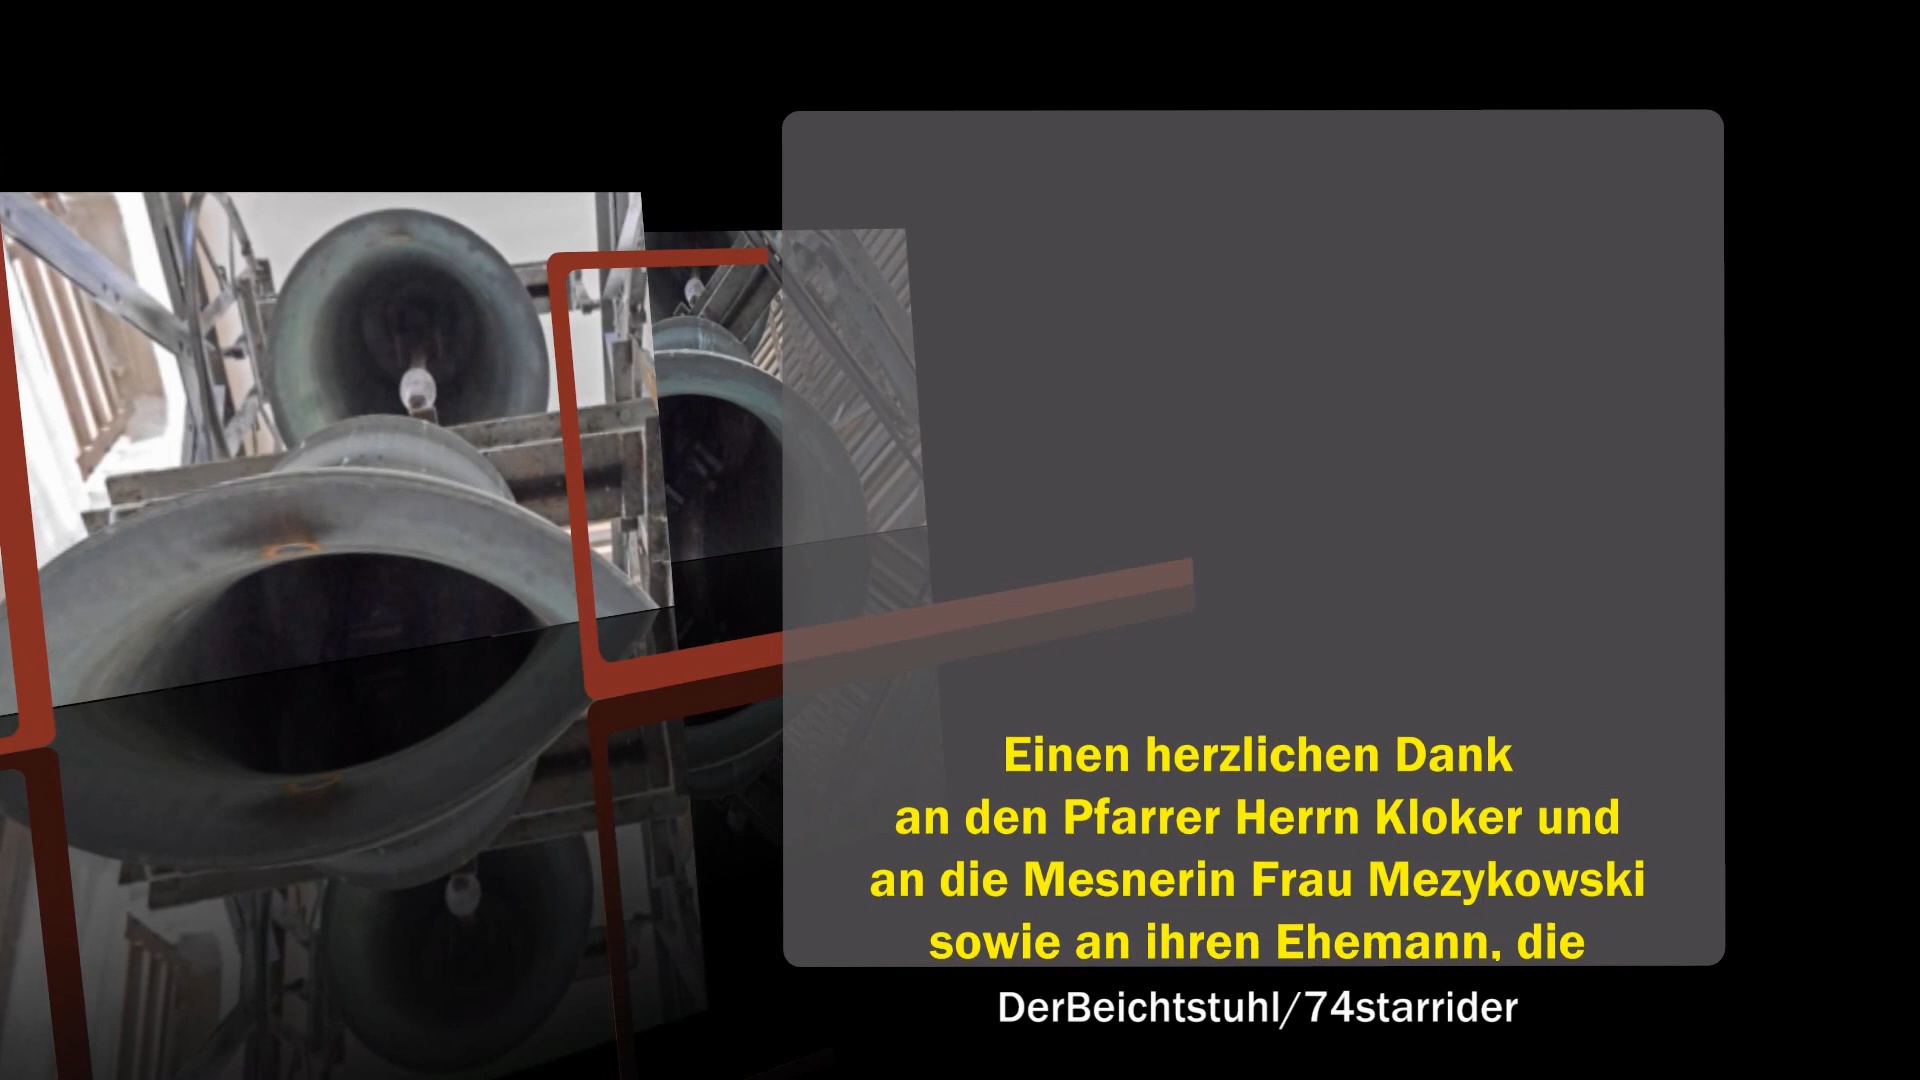 Einen herzlichen Dank
an den Pfarrer Herrn Kloker und
an die Mesnerin Frau Mezykowski
sowie an ihren Ehemann, die
DerBeichtstuhl/74starrider